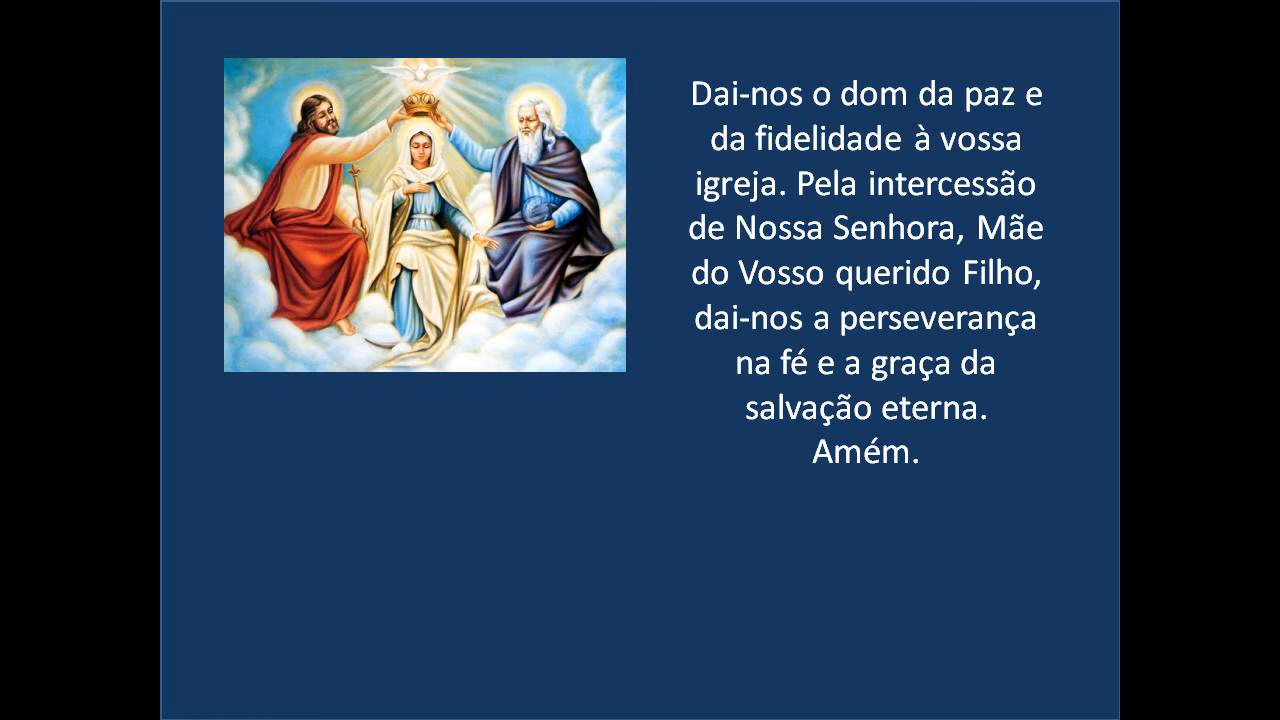 Dai-nos o dom da paz e
da fidelidade à vossa
igreja. Pela intercessão
de Nossa Senhora, Mãe
do Vosso querido Filho,
dai-nos a perseverança
na fé e a graça da
salvação eterna.
Amém.